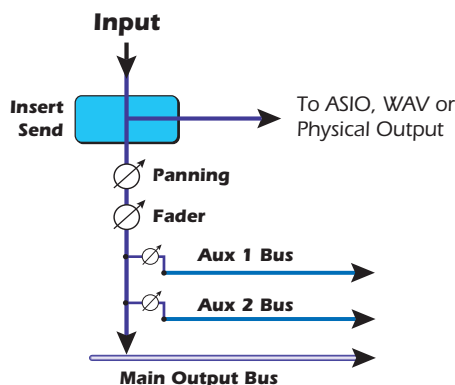 Input
Insert
Send
To ASIO, WAV or
Physical Output
Panning
Fader
Aux 1 Bus
Aux 2 Bus
Main Output Bus